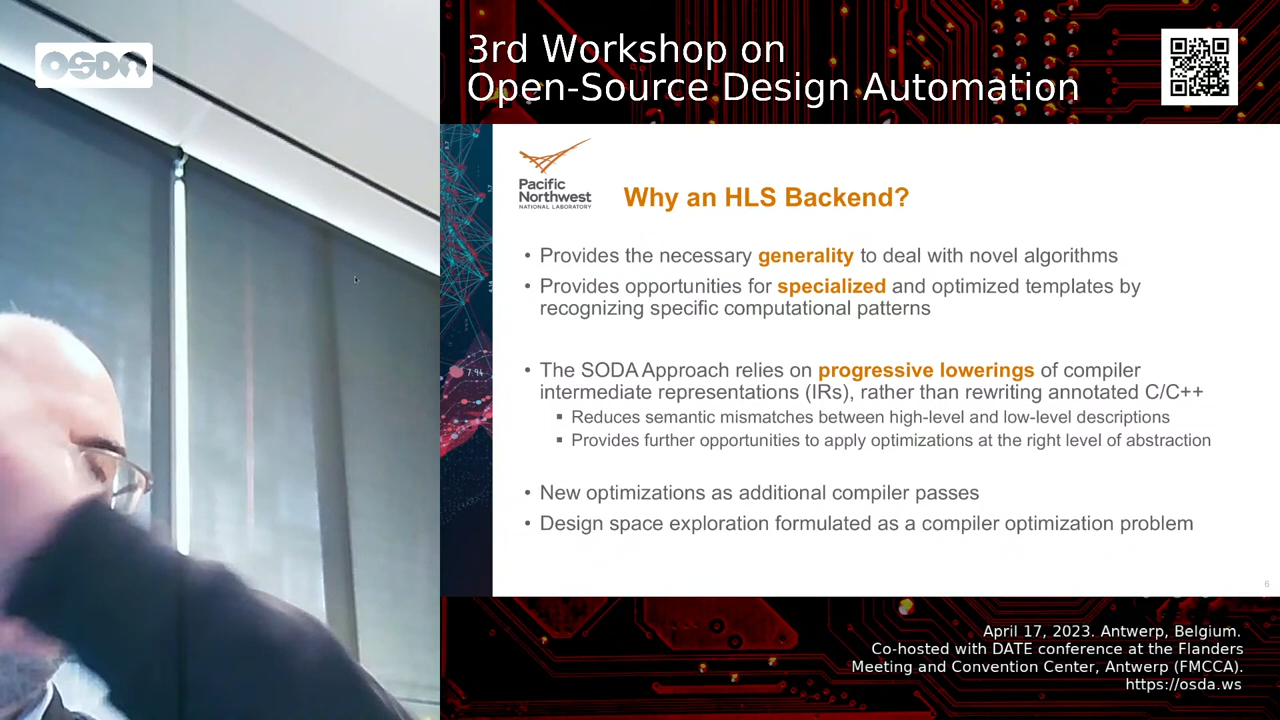 OSDA
3rd Workshop on
Open-Source Design Automation
Pacific
Northwest
NATIONAL LABORATORY
Why an HLS Backend?
• Provides the necessary generality to deal with novel algorithms
• Provides opportunities for specialized and optimized templates by
recognizing specific computational patterns
• The SODA Approach relies on progressive lowerings of compiler
intermediate representations (IRs), rather than rewriting annotated C/C++
▪ Reduces semantic mismatches between high-level and low-level descriptions
▪ Provides further opportunities to apply optimizations at the right level of abstraction
• New optimizations as additional compiler passes
• Design space exploration formulated as a compiler optimization problem
7.94
6
April 17, 2023. Antwerp, Belgium.
Co-hosted with DATE conference at the Flanders
Meeting and Convention Center, Antwerp (FMCCA).
https://osda.ws